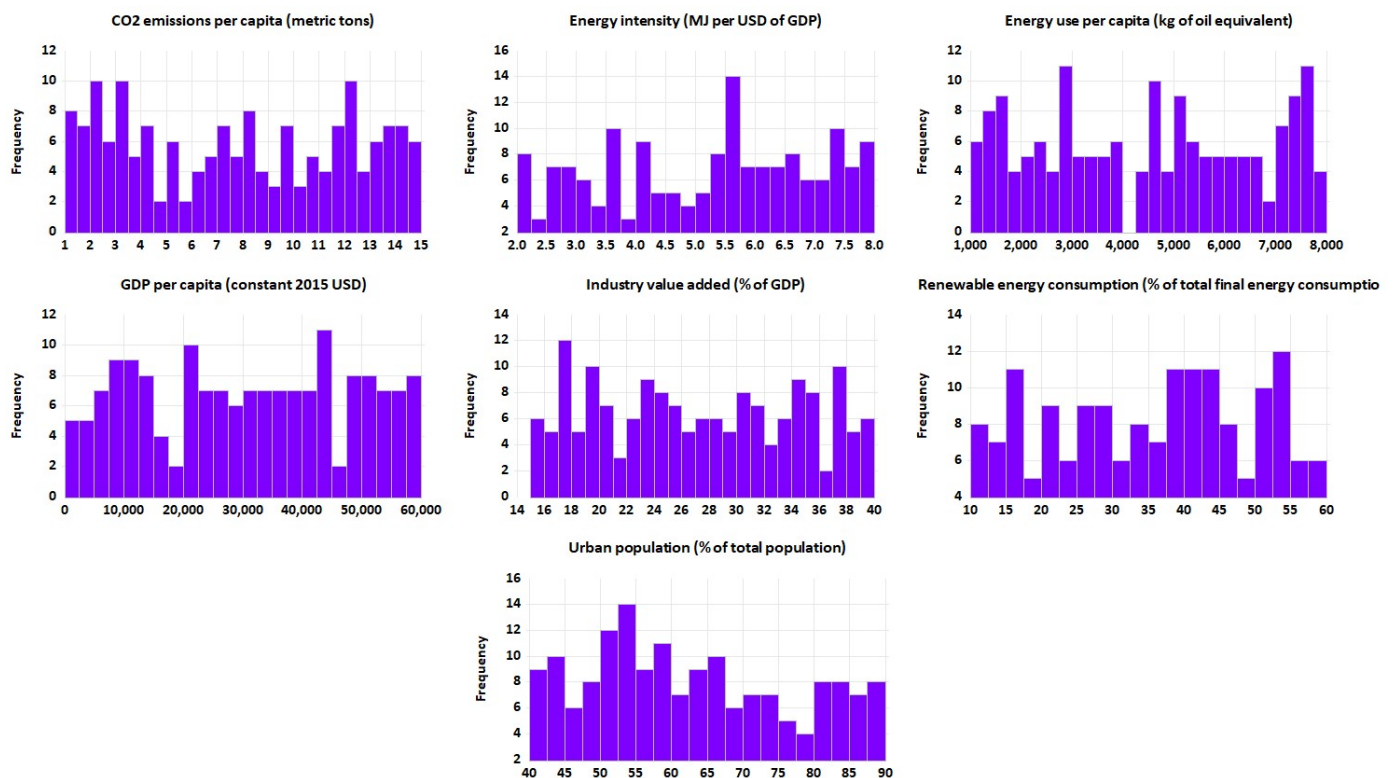 CO2 emissions per capita (metric tons)
Energy intensity (MJ per USD of GDP)
Energy use per capita (kg of oil equivalent)
12
10
8
6
4
2
0
Frequency
1 2 3 4 5 6 7 8 9 10 11 12 13 14 15
16
14
12
10
8
6
4
2
Frequency
2.0 2.5 3.0 3.5 4.0 4.5 5.0 5.5 6.0 6.5 7.0 7.5 8.0
12
10
8
6
4
2
0
Frequency
1,000 2,000 3,000 4,000 5,000 6,000 7,000 8,000
GDP per capita (constant 2015 USD)
Industry value added (% of GDP)
Renewable energy consumption (% of total final energy consumptio
12
10
8
6
4
2
0
Frequency
0 10,000 20,000 30,000 40,000 50,000 60,000
14
12
10
8
6
4
2
0
Frequency
14 16 18 20 22 24 26 28 30 32 34 36 38 40
14
12
10
8
6
4
Frequency
10 15 20 25 30 35 40 45 50 55 60
Urban population (% of total population)
16
14
12
10
8
6
4
2
Frequency
40 45 50 55 60 65 70 75 80 85 90